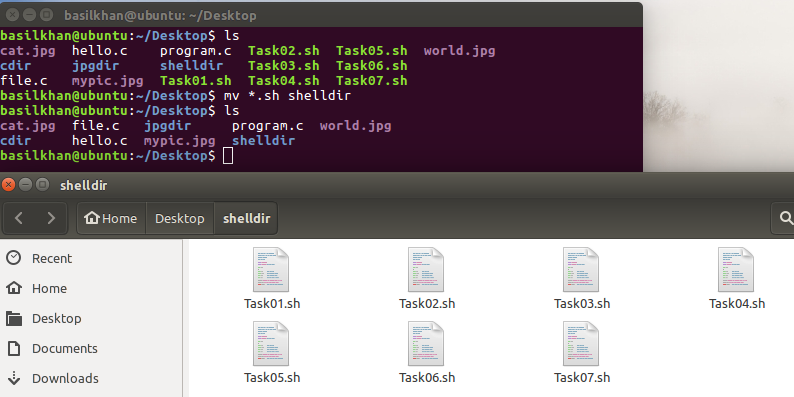 basilkhan@ubuntu: ~/Desktop
basilkhan@ubuntu:~/Desktop$ ls
cat.jpg hello.c program.c Task02.sh Task05.sh world.jpg
cdir jpgdir shelldir Task03.sh Task06.sh
file.c mypic.jpg Task01.sh Task04.sh Task07.sh
basilkhan@ubuntu:~/Desktop$ mv *.sh shelldir
basilkhan@ubuntu:~/Desktop$ ls
cat.jpg file.c jpgdir program.c world.jpg
cdir hello.c mypic.jpg shelldir
basilkhan@ubuntu:~/Desktop$
shelldir
Home Desktop shelldir
Recent
Home
Desktop
Documents
Downloads
Task01.sh Task02.sh Task03.sh Task04.sh
Task05.sh Task06.sh Task07.sh